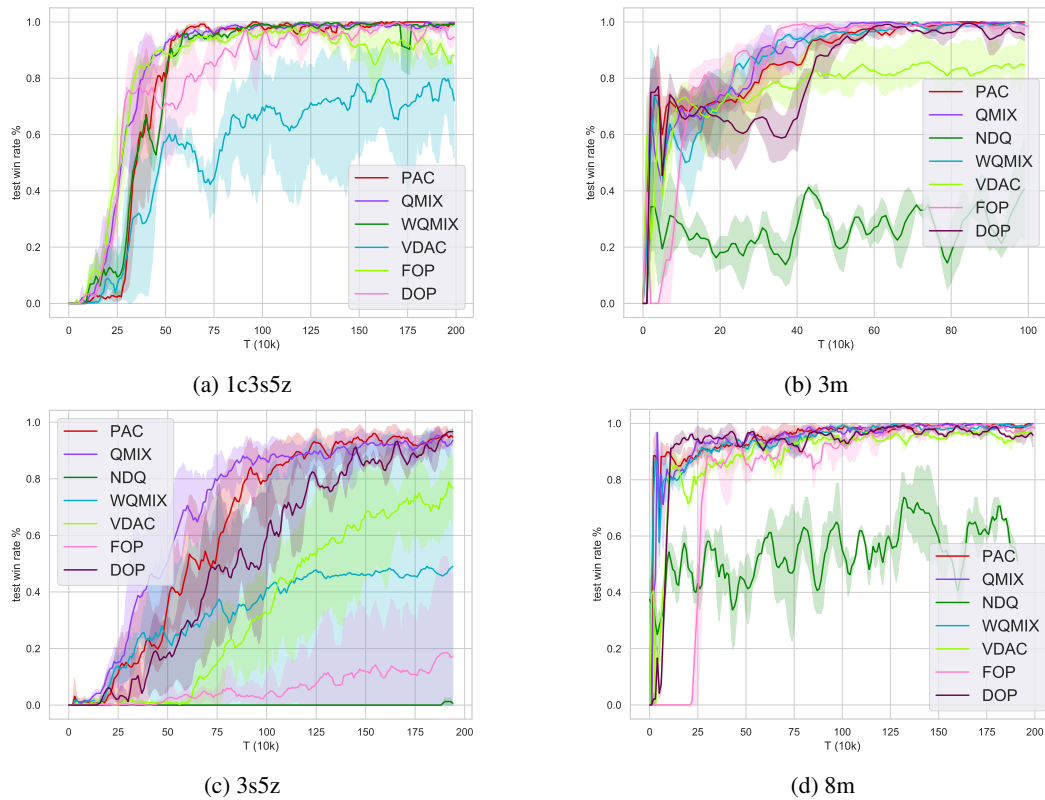 1.0
0.8
0.6
0.4
0.2
0.0
test win rate %
PAC
QMIX
WQMIX
VDAC
FOP
DOP
0 25 50 75 100 125 150 175 200
T (10k)
(a) 1c3s5z
1.0
0.8
0.6
0.4
0.2
0.0
test win rate %
PAC
QMIX
NDQ
WQMIX
VDAC
FOP
DOP
0 20 40 60 80 100
T (10k)
(b) 3m
1.0
0.8
0.6
0.4
0.2
0.0
test win rate %
PAC
QMIX
NDQ
WQMIX
VDAC
FOP
DOP
0 25 50 75 100 125 150 175 200
T (10k)
(c) 3s5z
1.0
0.8
0.6
0.4
0.2
0.0
test win rate %
PAC
QMIX
NDQ
WQMIX
VDAC
FOP
DOP
0 25 50 75 100 125 150 175 200
T (10k)
(d) 8m